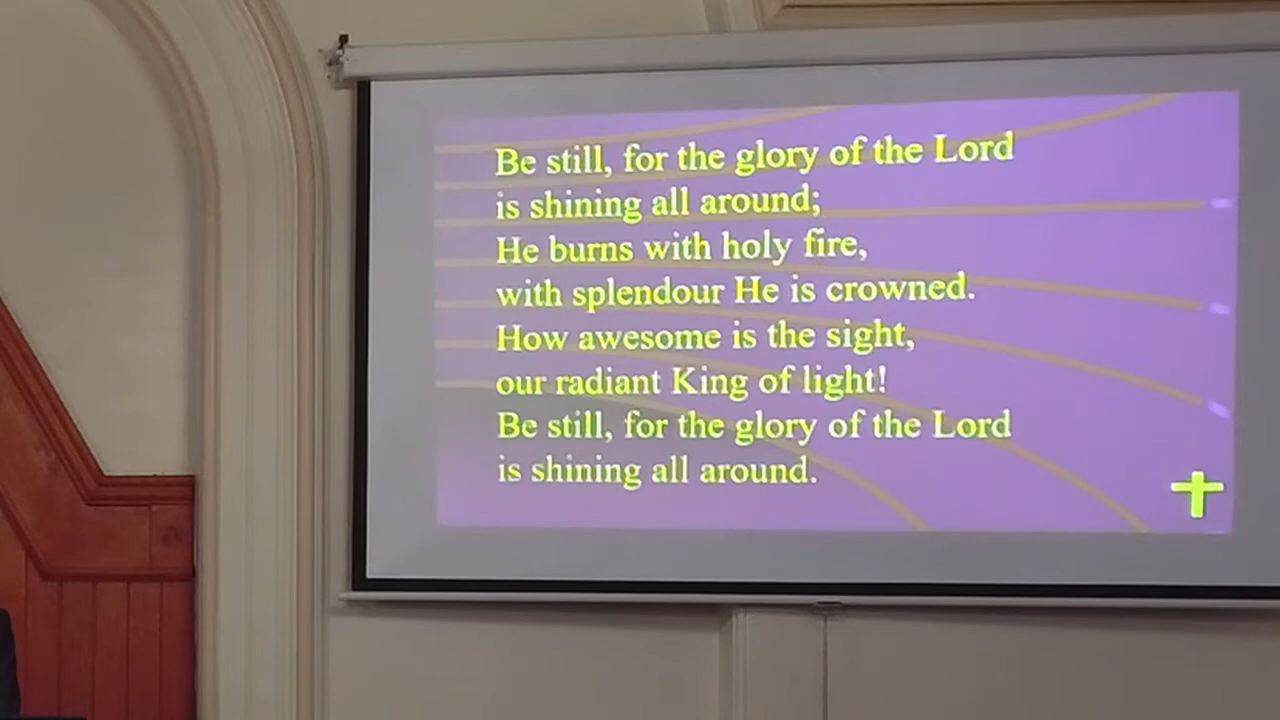 Be still, for the glory of the Lord
is shining all around;
He burns with holy fire,
with splendour He is crowned.
How awesome is the sight,
our radiant King of light!
Be still, for the glory of the Lord
is shining all around.